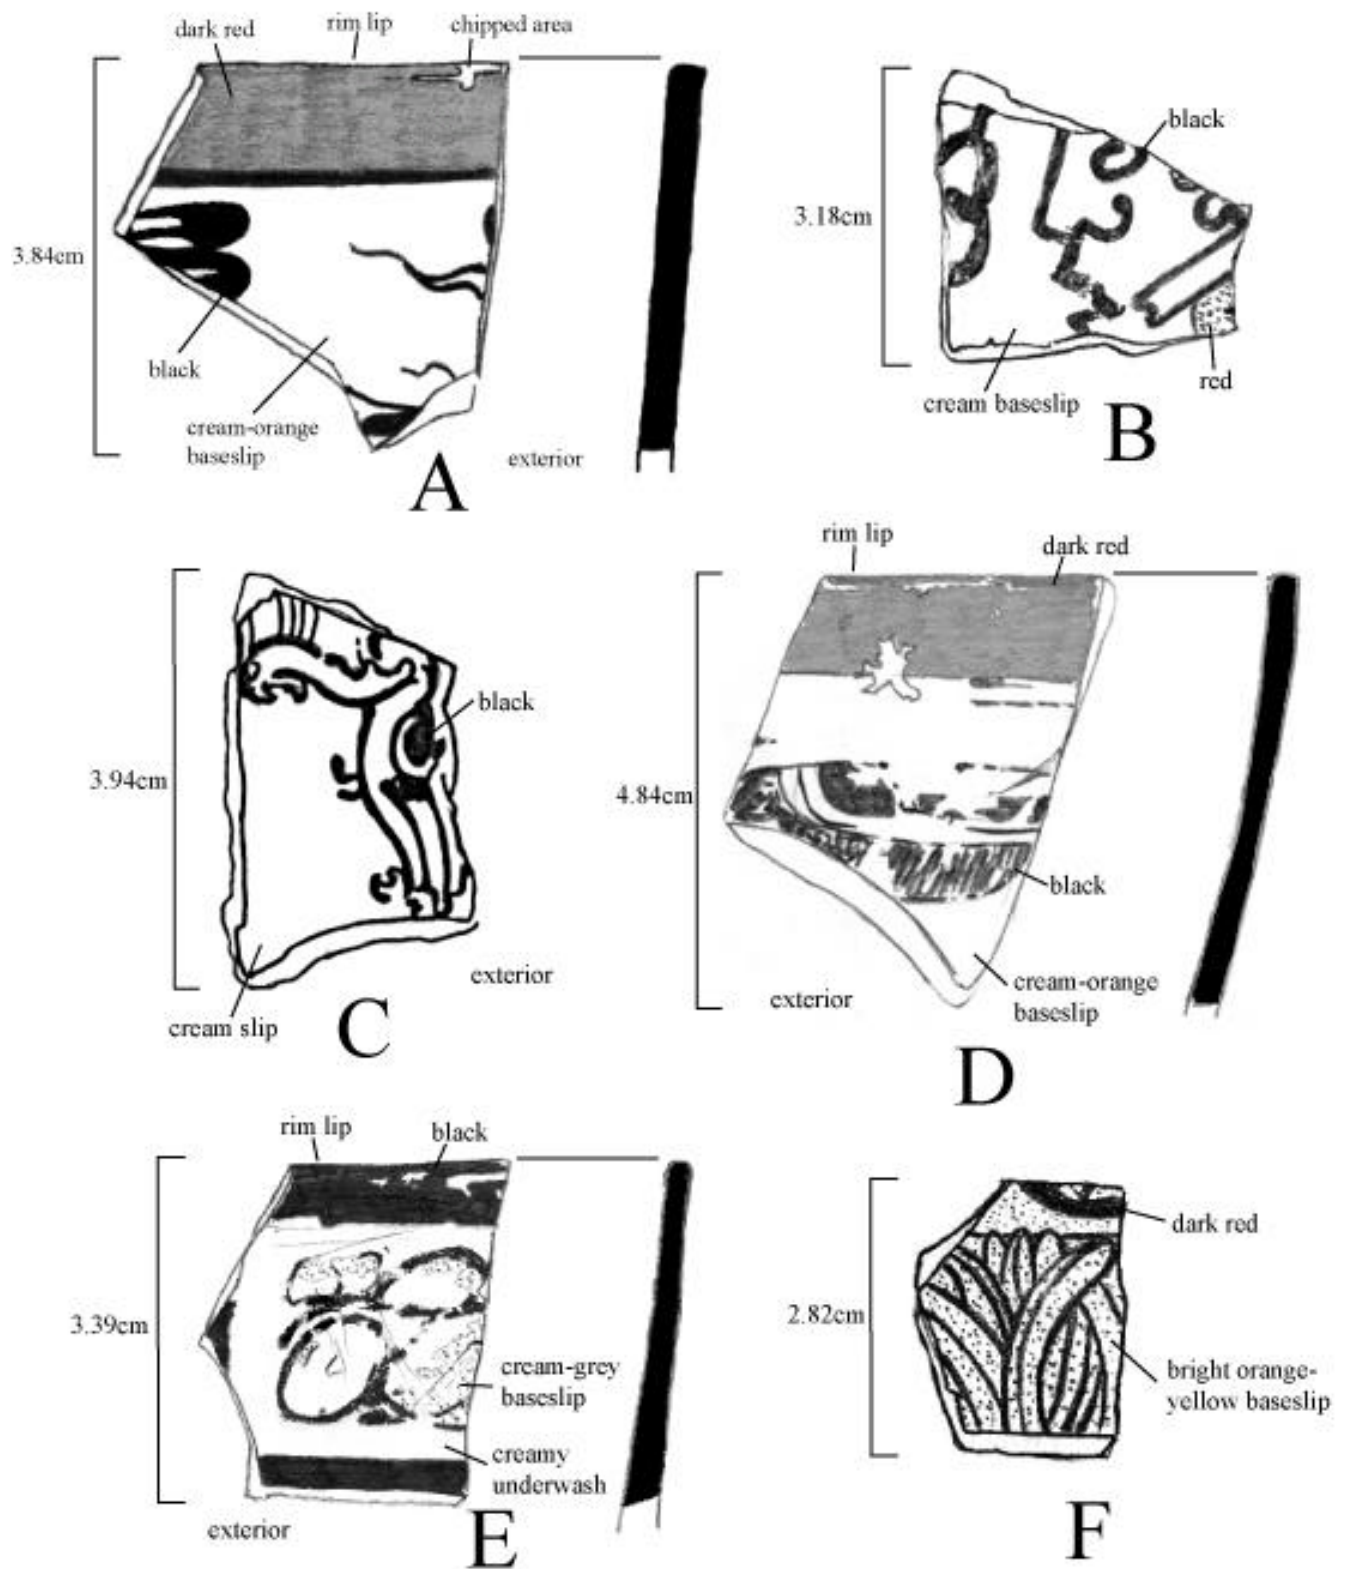 dark red
rim lip
chipped area
3.84cm
black
cream-orange
baseslip
exterior
A
black
3.18cm
red
cream baseslip
B
black
3.94cm
exterior
cream slip
C
rim lip
dark red
4.84cm
black
cream-orange
baseslip
exterior
D
rim lip
black
3.39cm
cream-grey
baseslip
creamy
underwash
exterior
E
dark red
2.82cm
bright orange-
yellow baseslip
F